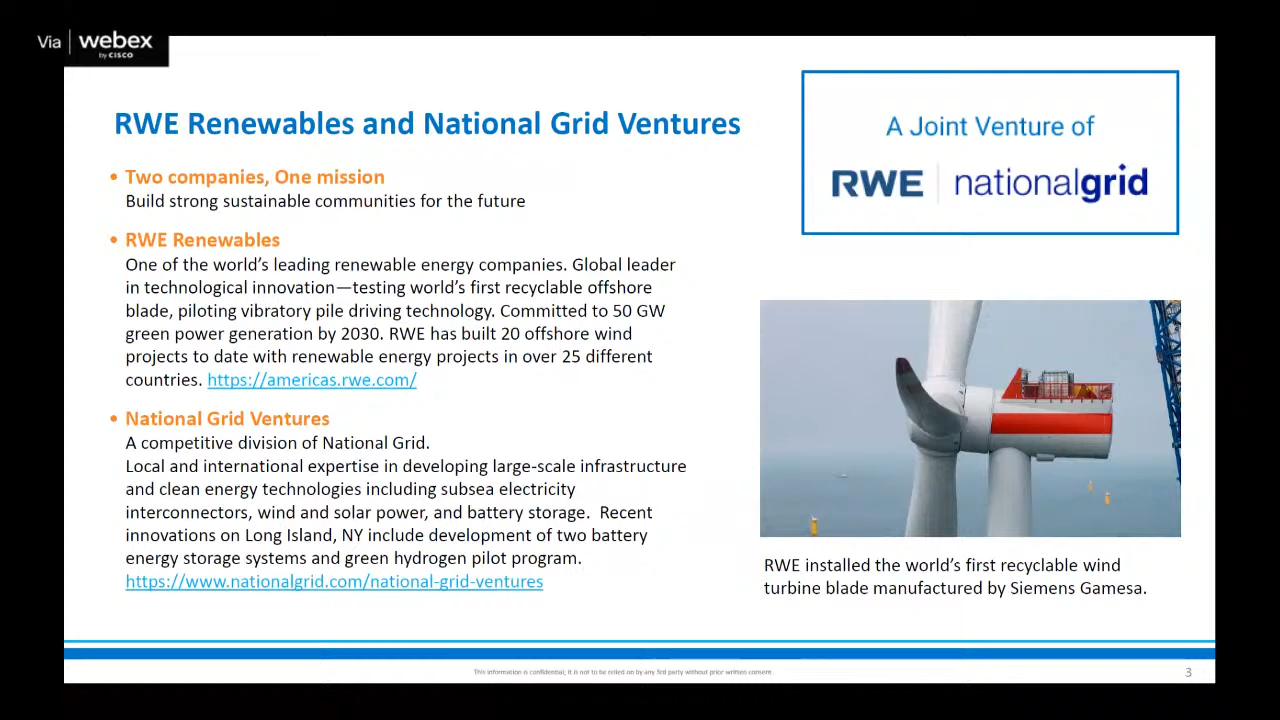 Via webex
by CISCO
RWE Renewables and National Grid Ventures
A Joint Venture of
RWE nationalgrid
• Two companies, One mission
Build strong sustainable communities for the future
• RWE Renewables
One of the world's leading renewable energy companies. Global leader
in technological innovation—testing world's first recyclable offshore
blade, piloting vibratory pile driving technology. Committed to 50 GW
green power generation by 2030. RWE has built 20 offshore wind
projects to date with renewable energy projects in over 25 different
countries. https://americas.rwe.com/
• National Grid Ventures
A competitive division of National Grid.
Local and international expertise in developing large-scale infrastructure
and clean energy technologies including subsea electricity
interconnectors, wind and solar power, and battery storage. Recent
innovations on Long Island, NY include development of two battery
energy storage systems and green hydrogen pilot program.
https://www.nationalgrid.com/national-grid-ventures
RWE installed the world's first recyclable wind
turbine blade manufactured by Siemens Gamesa.
This information is confidential; it is not to be relied on by any 3rd party without prior written consent.
3